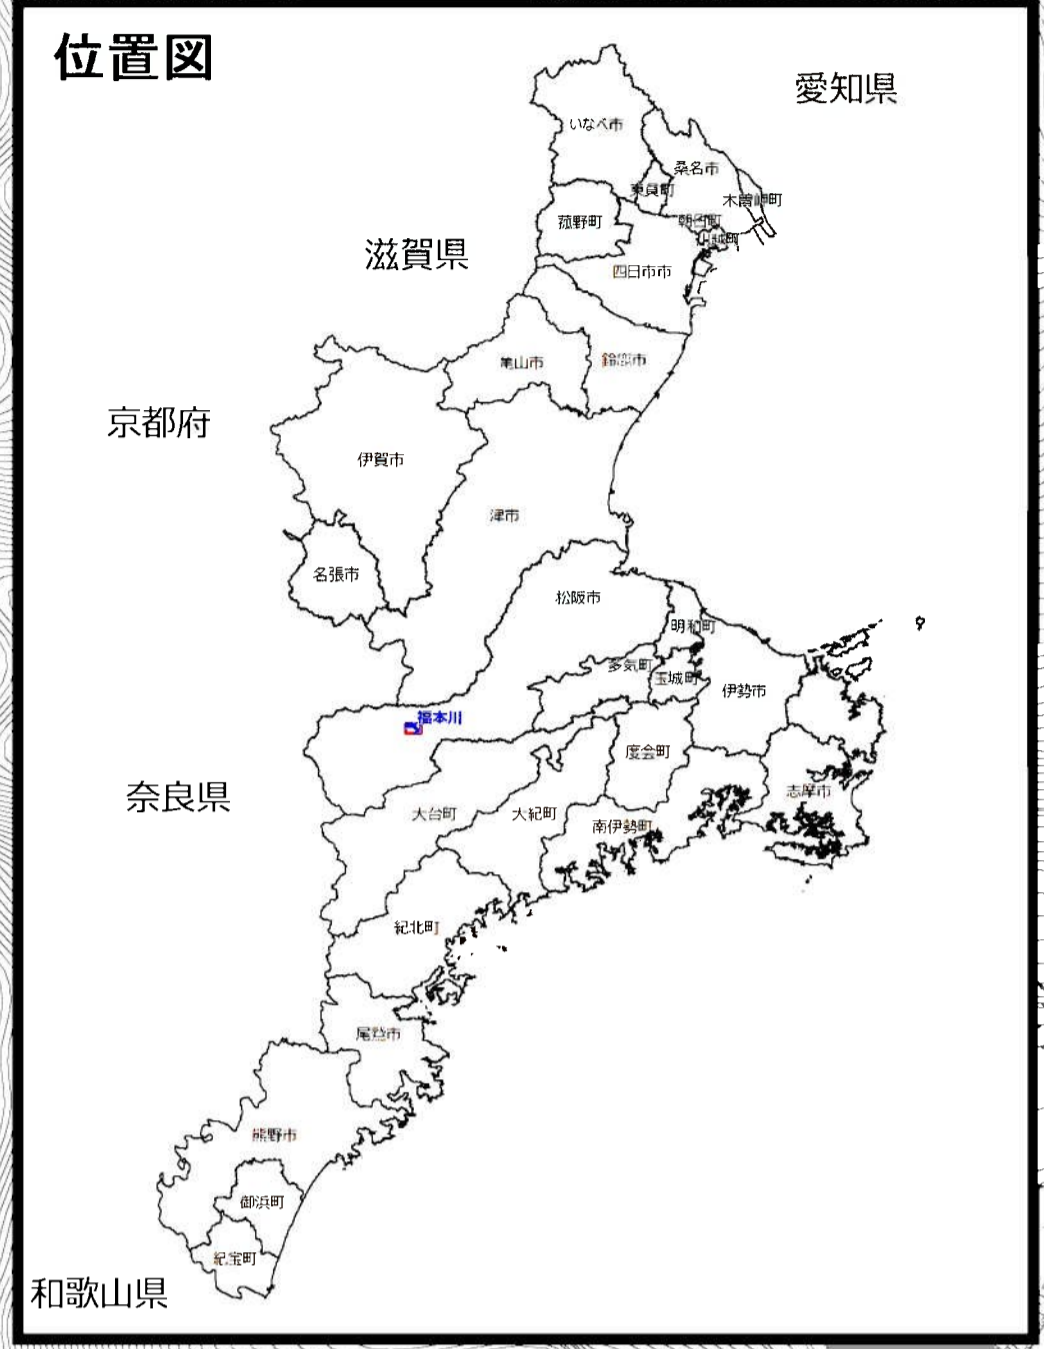 位置図
愛知県
いなべ市
桑名市
東員町
木曽岬町
菰野町
朝日町
川越町
滋賀県
四日市市
亀山市
鈴鹿市
京都府
伊賀市
津市
名張市
松阪市
明和町
多気町
玉城町
伊勢市
福本川
度会町
奈良県
志摩市
大台町
大紀町
南伊勢町
紀北町
尾鷲市
熊野市
御浜町
紀宝町
和歌山県